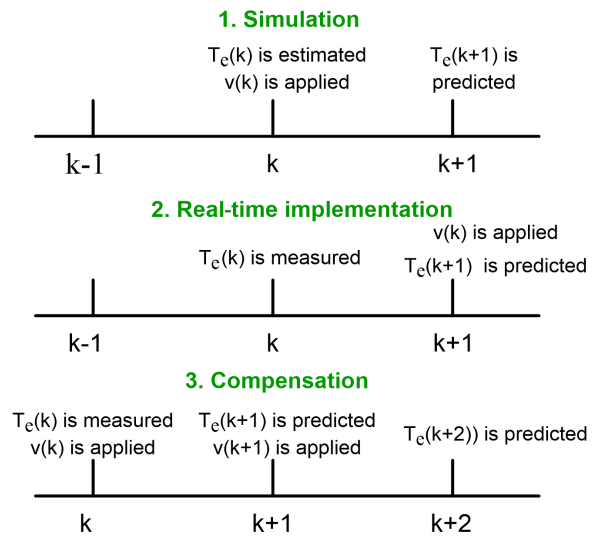 1. Simulation
Te(k) is estimated
v(k) is applied
Te(k+1) is
predicted
k-1
k
k+1
2. Real-time implementation
Te(k) is measured
v(k) is applied
Te(k+1) is predicted
k-1
k
k+1
3. Compensation
Te(k) is measured
v(k) is applied
Te(k+1) is predicted
v(k+1) is applied
Te(k+2)) is predicted
k
k+1
k+2